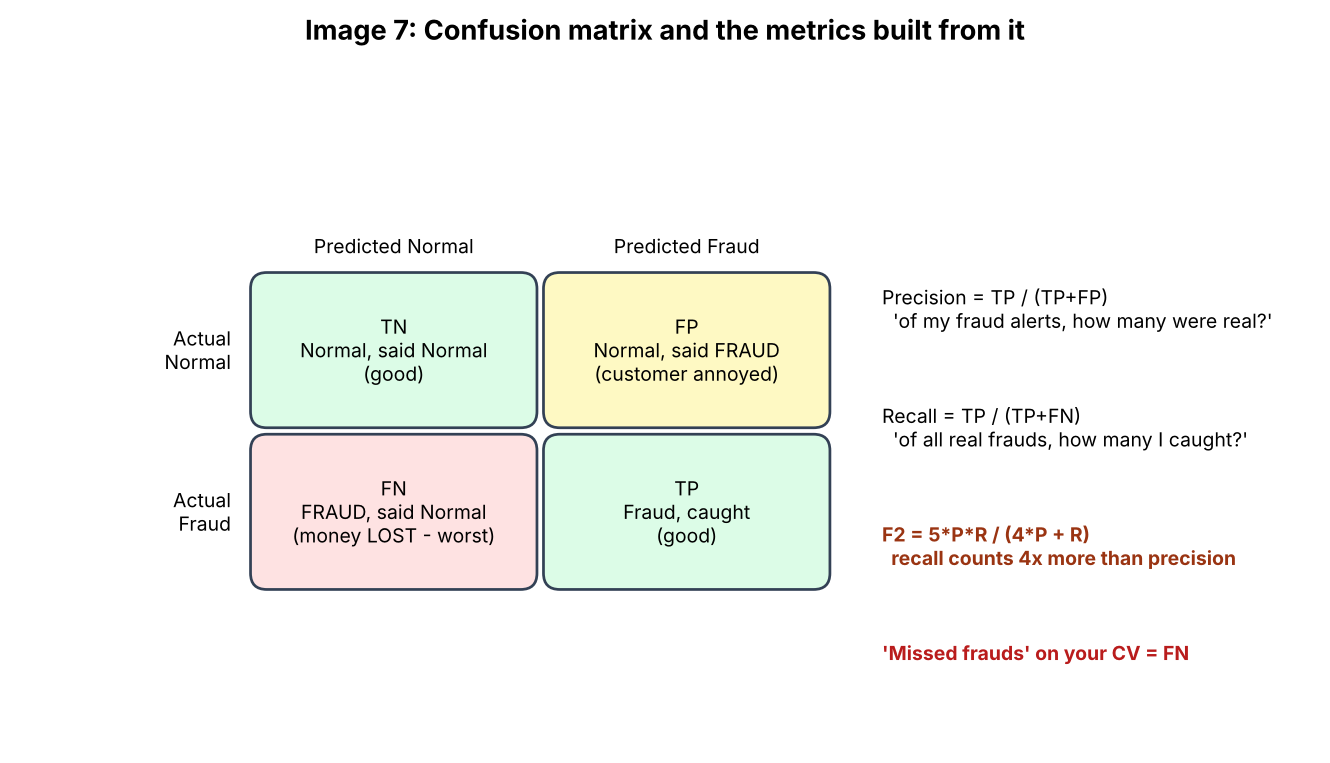 Image 7: Confusion matrix and the metrics built from it
Predicted Normal
Predicted Fraud
Actual
Normal
TN
Normal, said Normal
(good)
FP
Normal, said FRAUD
(customer annoyed)
Actual
Fraud
FN
FRAUD, said Normal
(money LOST - worst)
TP
Fraud, caught
(good)
Precision = TP / (TP+FP)
'of my fraud alerts, how many were real?'
Recall = TP / (TP+FN)
'of all real frauds, how many I caught?'
F2 = 5*P*R / (4*P + R)
recall counts 4x more than precision
'Missed frauds' on your CV = FN